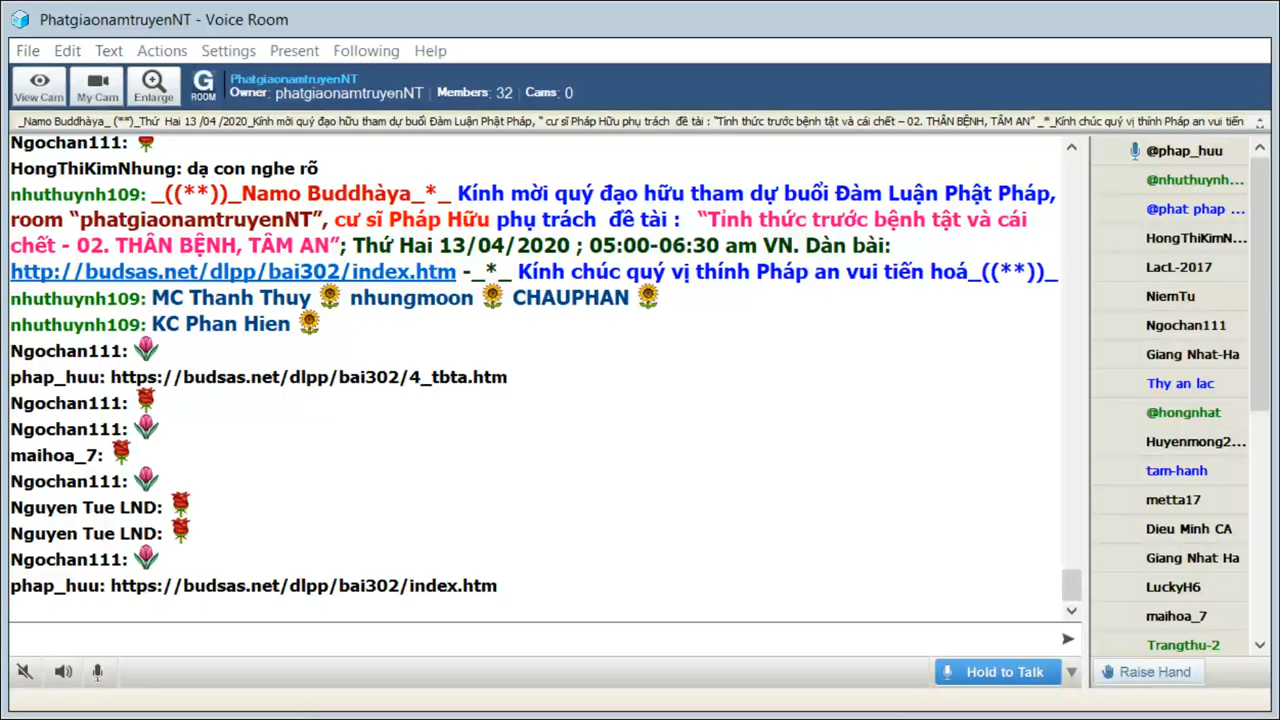 PhatgiaonamtruyenNT - Voice Room
File Edit Text Actions Settings Present Following Help
View Cam My Cam Enlarge G ROOM
PhatgiaonamtruyenNT
Owner: phatgiaonamtruyenNT Members: 32 Cams: 0
_Namo Buddhàya_ (**)_Thứ Hai 13 /04 /2020_Kính mời quý đạo hữu tham dự buổi Đàm Luận Phật Pháp, " cư sĩ Pháp Hữu phụ trách đề tài : "Tỉnh thức trước bệnh tật và cái chết – 02. THÂN BỆNH, TÂM AN" _*_Kính chúc quý vị thính Pháp an vui tiến
Ngochan111:
HongThiKimNhung: dạ con nghe rõ
nhuthuynh109: _((**))_Namo Buddhàya_*_ Kính mời quý đạo hữu tham dự buổi Đàm Luận Phật Pháp,
room “phatgiaonamtruyenNT”, cư sĩ Pháp Hữu phụ trách đề tài : “Tỉnh thức trước bệnh tật và cái
chết - 02. THÂN BỆNH, TÂM AN”; Thứ Hai 13/04/2020 ; 05:00-06:30 am VN. Dàn bài:
http://budsas.net/dlpp/bai302/index.htm -_*_ Kính chúc quý vị thính Pháp an vui tiến hoá_((**))_
nhuthuynh109: MC Thanh Thuy nhungmoon CHAUPHAN
nhuthuynh109: KC Phan Hien
Ngochan111:
phap_huu: https://budsas.net/dlpp/bai302/4_tbta.htm
Ngochan111:
Ngochan111:
maihoa_7:
Ngochan111:
Nguyen Tue LND:
Nguyen Tue LND:
Ngochan111:
phap_huu: https://budsas.net/dlpp/bai302/index.htm
@phap_huu
@nhuthuynh...
@phat phap ...
HongThiKimN...
LacL-2017
NiemTu
Ngochan111
Giang Nhat-Ha
Thy an lac
@hongnhat
Huyenmong2...
tam-hanh
metta17
Dieu Minh CA
Giang Nhat Ha
LuckyH6
maihoa_7
Trangthu-2
Hold to Talk
Raise Hand